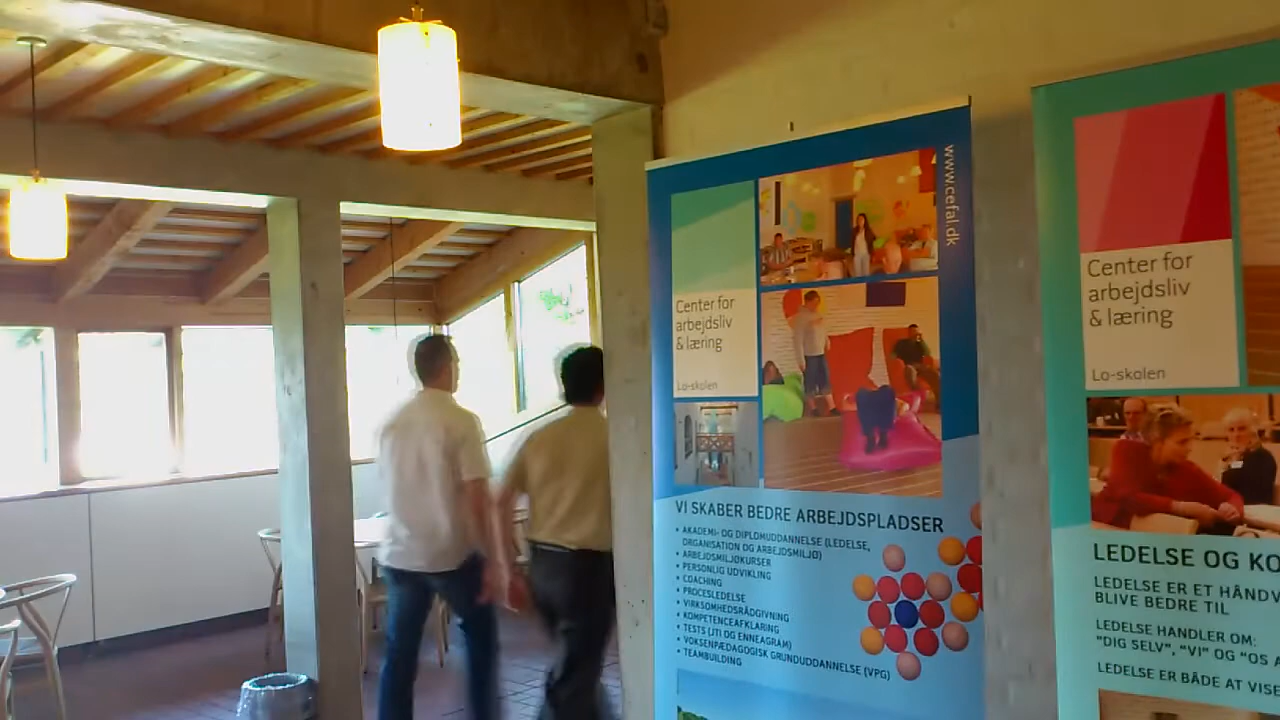 www.cefal.dk
Center for
arbejdsliv
& læring
Lo-skolen
VI SKABER BEDRE ARBEJDSPLADSER
• AKADEMI- OG DIPLOMUDDANNELSE (LEDELSE,
ORGANISATION OG ARBEJDSMILJØ)
• ARBEJDSMILJØKURSER
• PERSONLIG UDVIKLING
• COACHING
• PROCESLEDELSE
• VIRKSOMHEDSRÅDGIVNING
• KOMPETENCEAFKLARING
• TESTS (JTI OG ENNEAGRAM)
• VOKSENPÆDAGOGISK GRUNDUDDANNELSE (VPG)
• TEAMBUILDING
Center for
arbejdsliv
& læring
Lo-skolen
LEDELSE OG KO
LEDELSE ER ET HÅNDV
BLIVE BEDRE TIL
LEDELSE HANDLER OM:
"DIG SELV", "VI" OG "OS A
LEDELSE ER BÅDE AT VISE